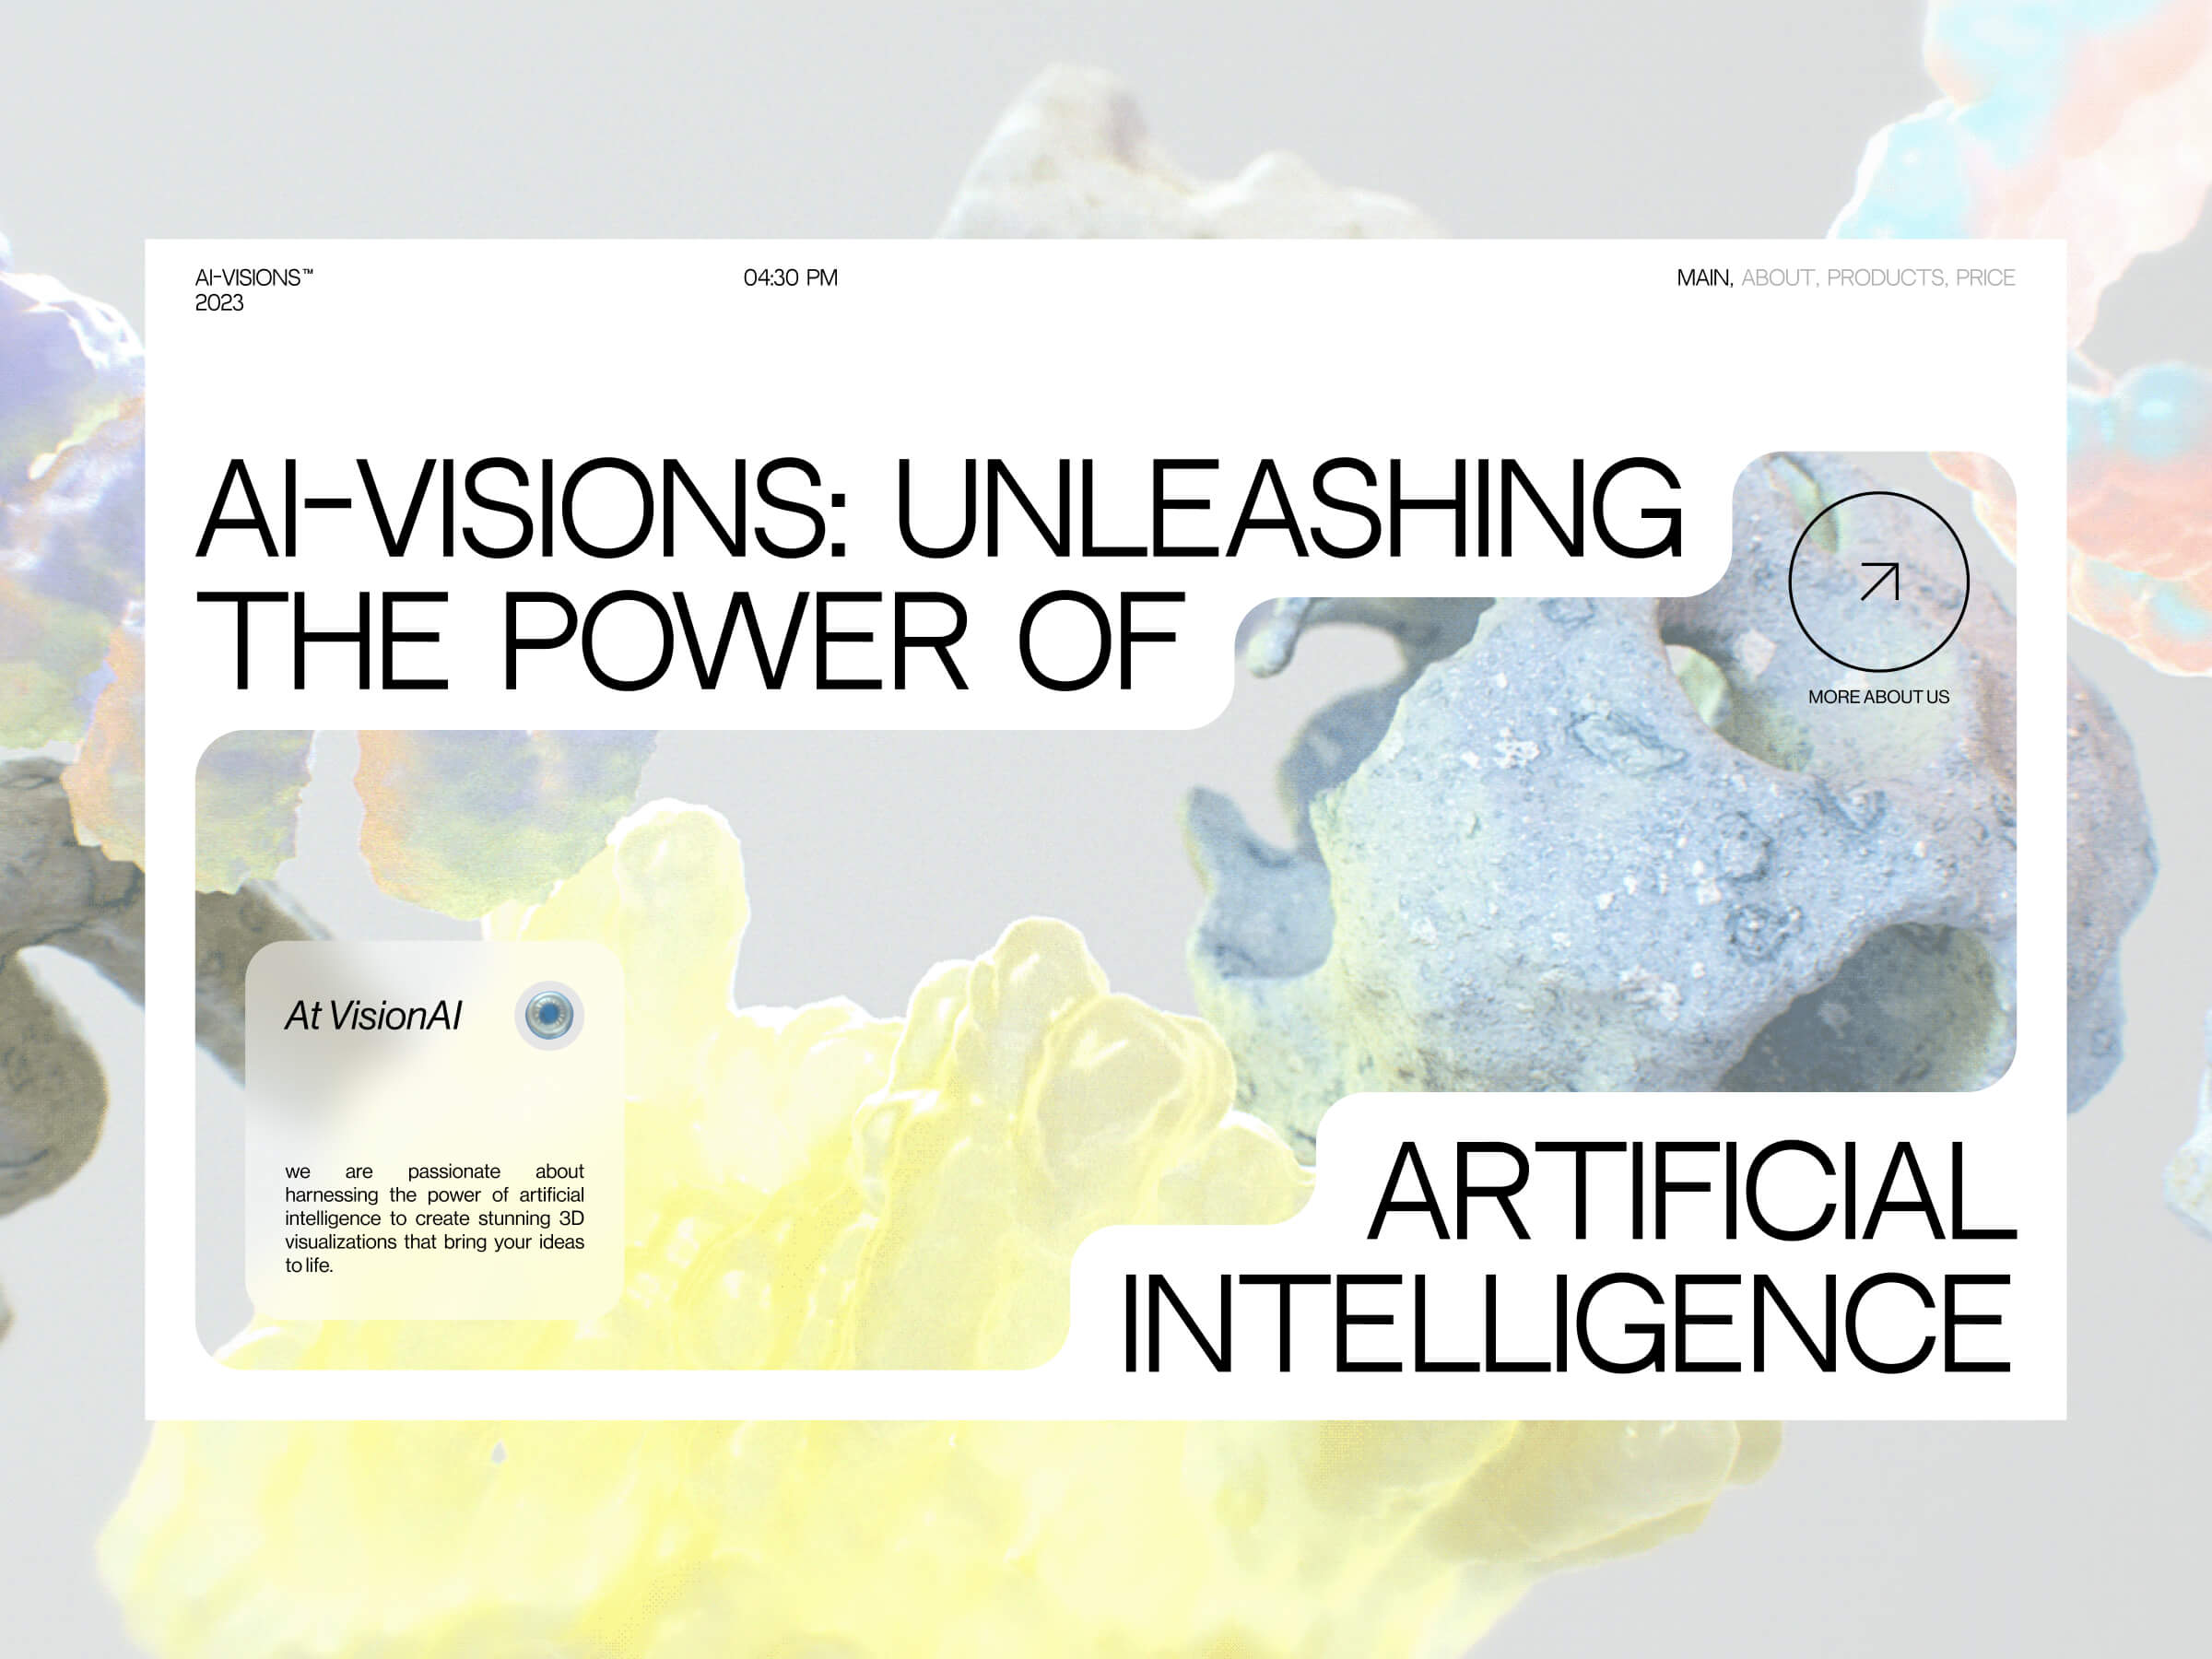 AI-VISIONS™
2023
04:30 PM
MAIN, ABOUT, PRODUCTS, PRICE
AI-VISIONS: UNLEASHING
THE POWER OF
MORE ABOUT US
At VisionAI
we are passionate about
harnessing the power of artificial
intelligence to create stunning 3D
visualizations that bring your ideas
to life.
ARTIFICIAL
INTELLIGENCE